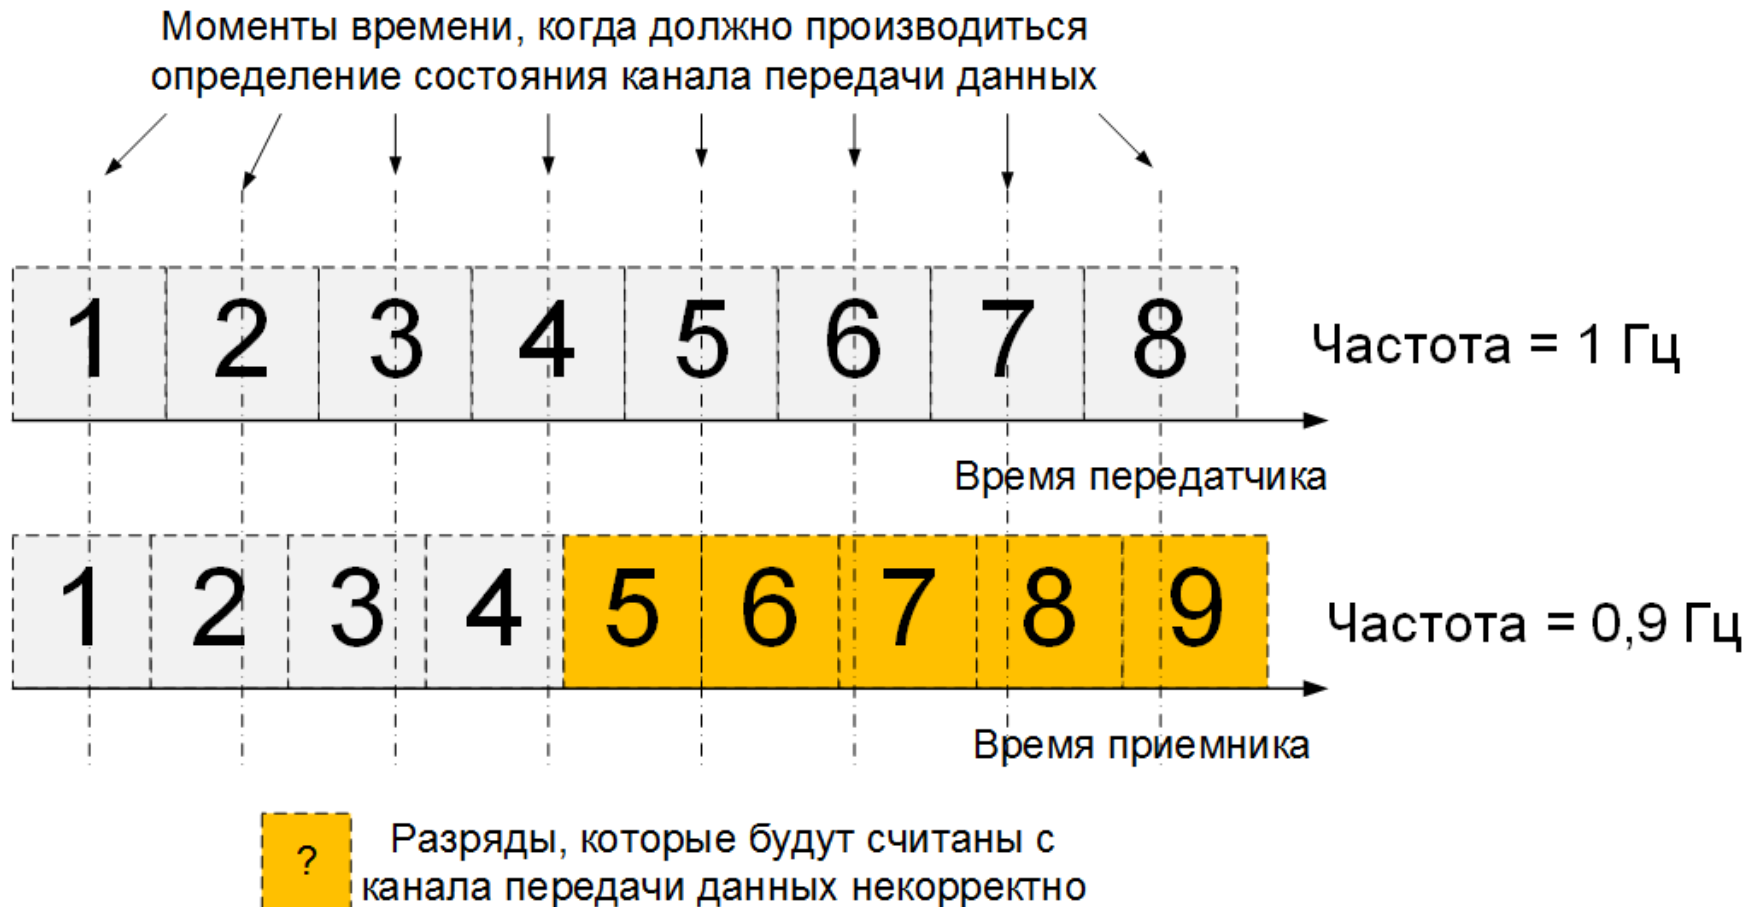 Моменты времени, когда должно производиться
определение состояния канала передачи данных
1 2 3 4 5 6 7 8 Частота = 1 Гц
Время передатчика
1 2 3 4 5 6 7 8 9 Частота = 0,9 Гц
Время приемника
? Разряды, которые будут считаны с
канала передачи данных некорректно